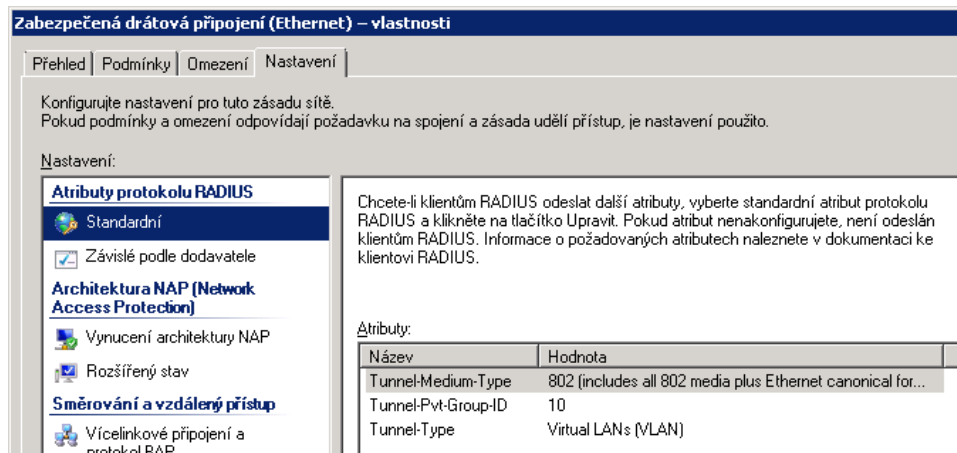 Zabezpečená drátová připojení (Ethernet) – vlastnosti
Přehled Podmínky Omezení Nastavení
Konfigurujte nastavení pro tuto zásadu sítě.
Pokud podmínky a omezení odpovídají požadavku na spojení a zásada udělí přístup, je nastavení použito.
Nastavení:
Atributy protokolu RADIUS
Standardní
Závislé podle dodavatele
Architektura NAP (Network
Access Protection)
Vynucení architektury NAP
Rozšířený stav
Směrování a vzdálený přístup
Vícelinkové připojení a
protokol BAP
Chcete-li klientům RADIUS odeslat další atributy, vyberte standardní atribut protokolu
RADIUS a klikněte na tlačítko Upravit. Pokud atribut nenakonfigurujete, není odeslán
klientům RADIUS. Informace o požadovaných atributech naleznete v dokumentaci ke
klientovi RADIUS.
Atributy:
Název Hodnota
Tunnel-Medium-Type 802 (includes all 802 media plus Ethernet canonical for...
Tunnel-Pvt-Group-ID 10
Tunnel-Type Virtual LANs (VLAN)